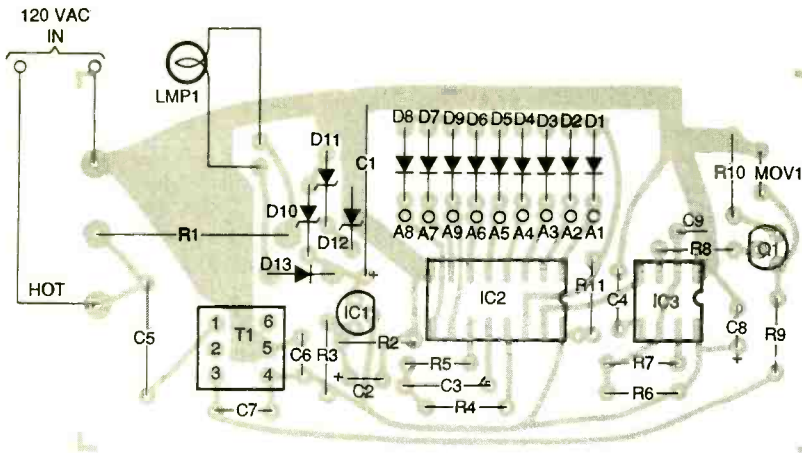 120 VAC
IN
LMP1
D11
C1
D8 D7 D9 D6 D5 D4 D3 D2 D1
R10 MOV1
D10
D12
A8 A7 A9 A6 A5 A4 A3 A2 A1
C9
R1
R8
Q1
D13
+
HOT
IC1
IC2
R11
C4
IC3
C5
1 T1 6
2 5
3 4
C6
R3
R2
R5
R7
C8
+
R9
+
C2
C3
R6
C7
R4